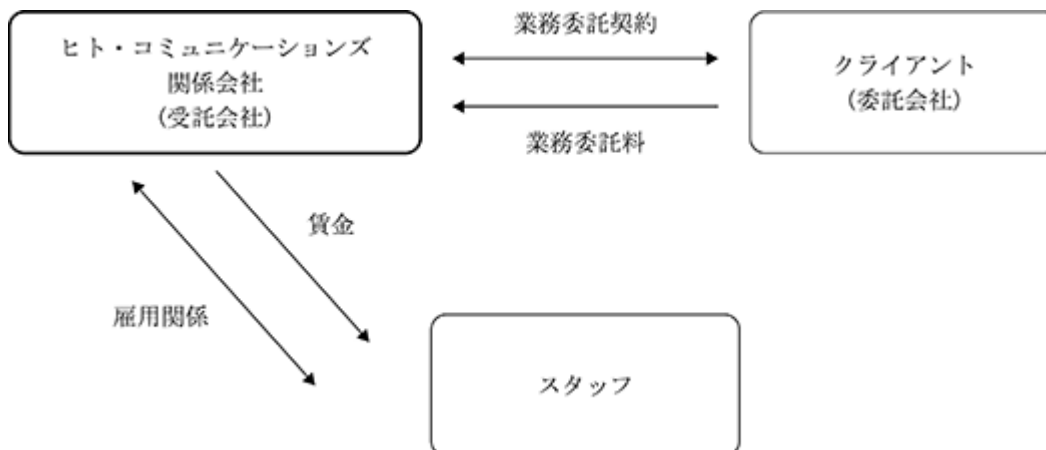 業務委託契約
ヒト・コミュニケーションズ
関係会社
(受託会社)
クライアント
(委託会社)
業務委託料
賃金
雇用関係
スタッフ